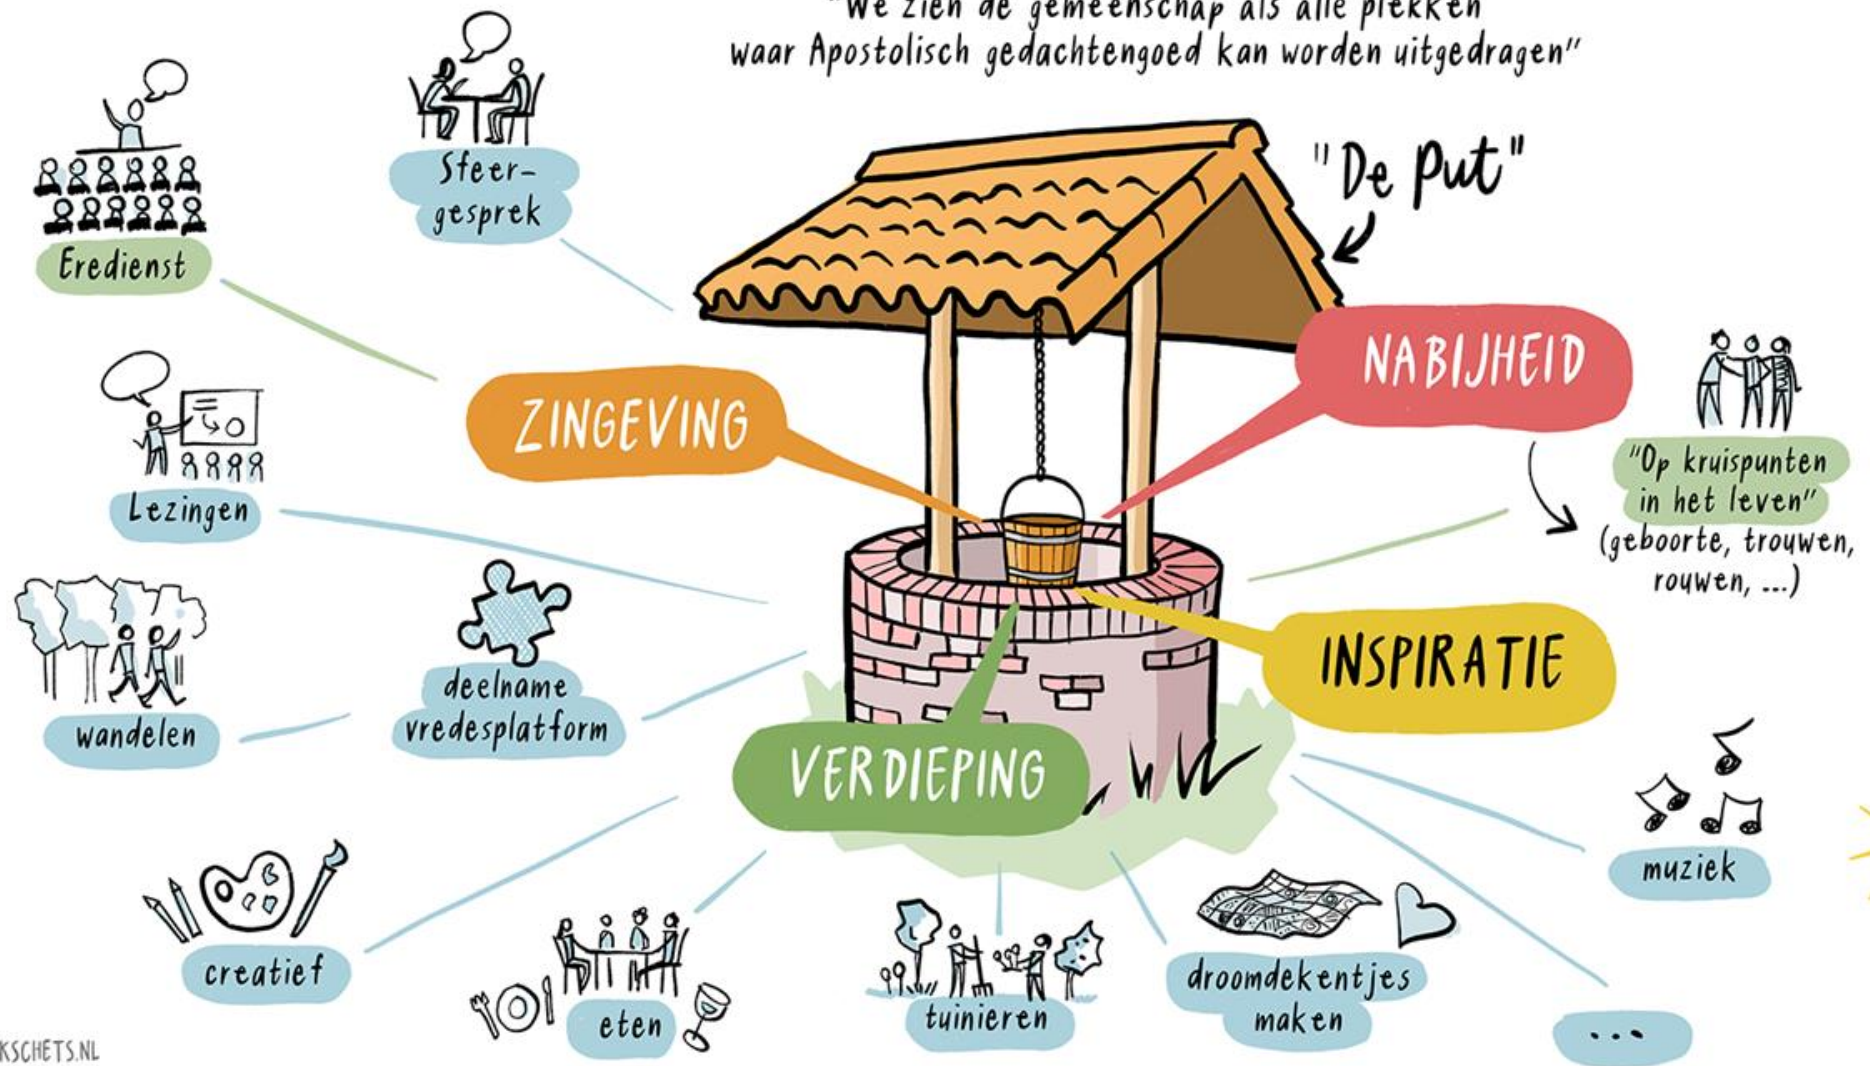 "We zien de gemeenschap als alle plekken
waar Apostolisch gedachtengoed kan worden uitgedragen"
"De Put"
Sfeer-
gesprek
Eredienst
ZINGEVING
NABIJHEID
Lezingen
"Op kruispunten
in het leven"
(geboorte, trouwen,
rouwen, ...)
wandelen
deelname
vredesplatform
INSPIRATIE
VERDIEPING
muziek
creatief
eten
tuinieren
droomdekentjes
maken
...
KSCHETS.NL